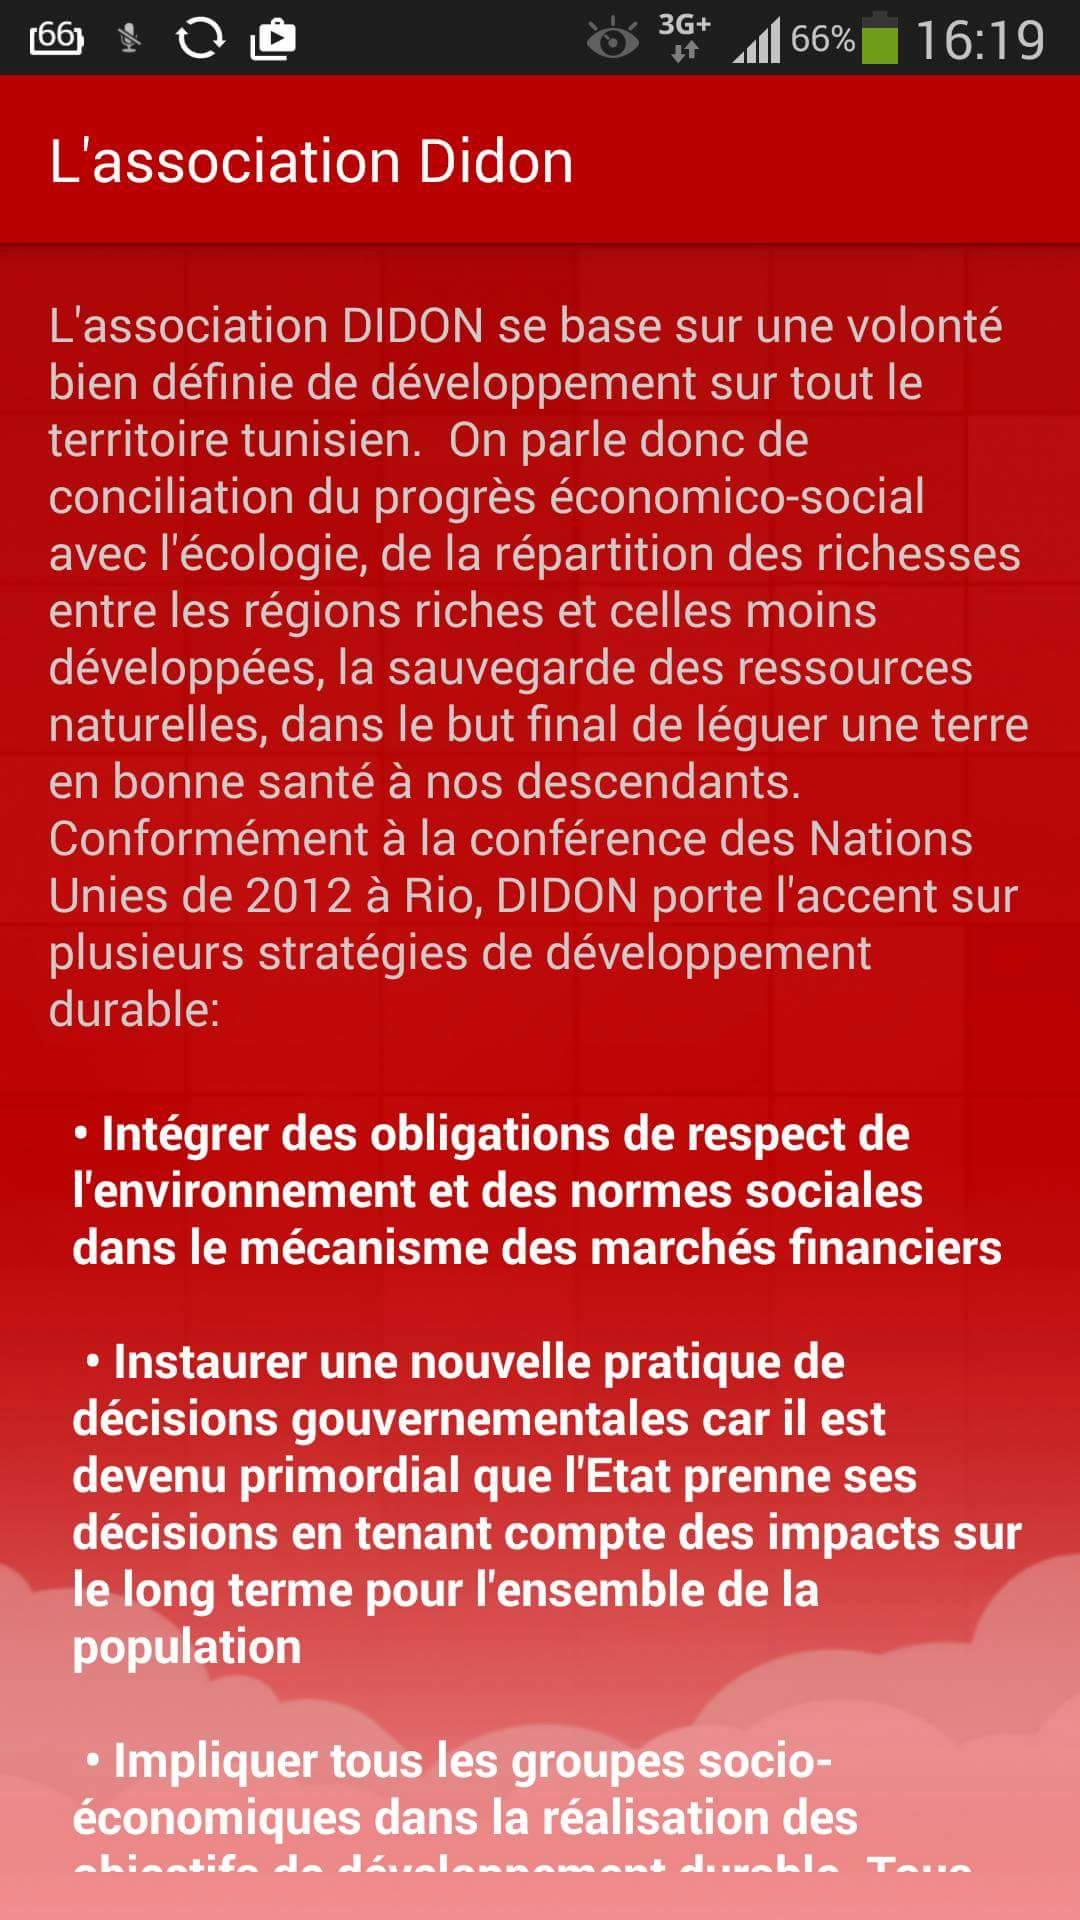 66
3G+
66%
16:19
L'association Didon
L'association DIDON se base sur une volonté
bien définie de développement sur tout le
territoire tunisien.  On parle donc de
conciliation du progrès économico-social
avec l'écologie, de la répartition des richesses
entre les régions riches et celles moins
développées, la sauvegarde des ressources
naturelles, dans le but final de léguer une terre
en bonne santé à nos descendants.
Conformément à la conférence des Nations
Unies de 2012 à Rio, DIDON porte l'accent sur
plusieurs stratégies de développement
durable:
• Intégrer des obligations de respect de
l'environnement et des normes sociales
dans le mécanisme des marchés financiers
• Instaurer une nouvelle pratique de
décisions gouvernementales car il est
devenu primordial que l'Etat prenne ses
décisions en tenant compte des impacts sur
le long terme pour l'ensemble de la
population
• Impliquer tous les groupes socio-
économiques dans la réalisation des
objectifs de développement durable. Tous